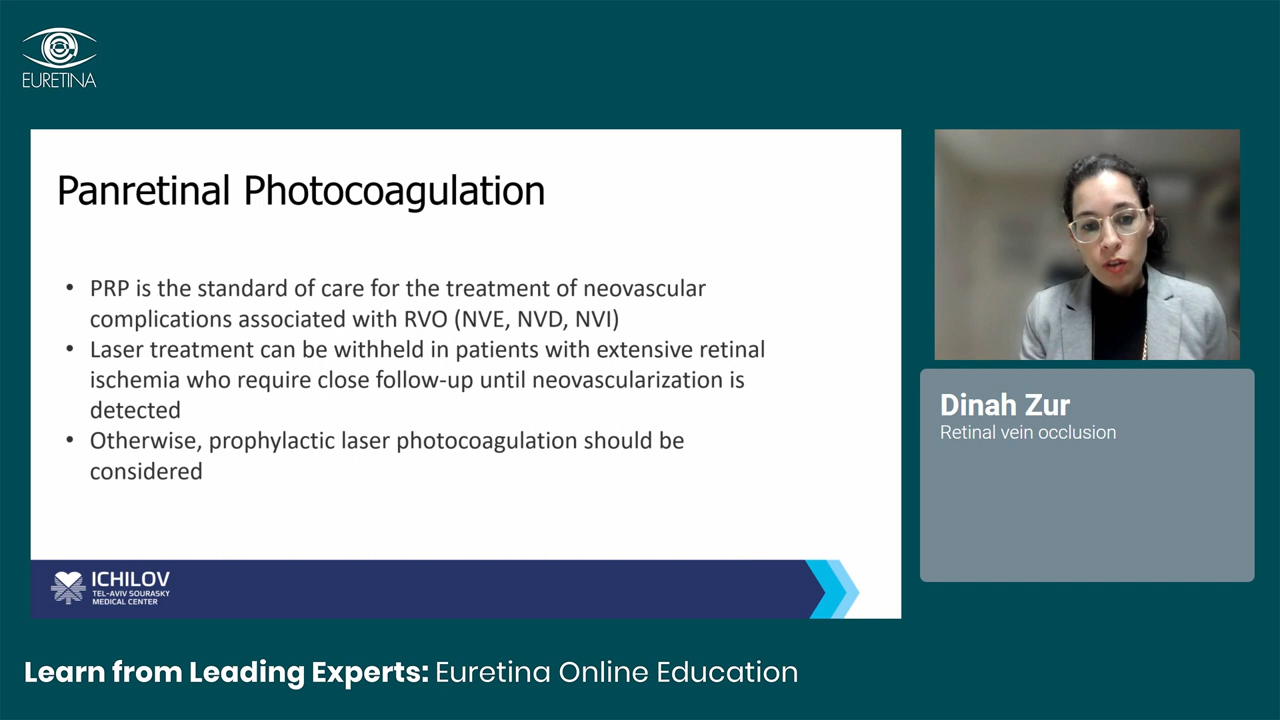 EURETINA
Panretinal Photocoagulation
• PRP is the standard of care for the treatment of neovascular
complications associated with RVO (NVE, NVD, NVI)
• Laser treatment can be withheld in patients with extensive retinal
ischemia who require close follow-up until neovascularization is
detected
• Otherwise, prophylactic laser photocoagulation should be
considered
ICHILOV
TEL-AVIV SOURASKY
MEDICAL CENTER
Dinah Zur
Retinal vein occlusion
Learn from Leading Experts: Euretina Online Education